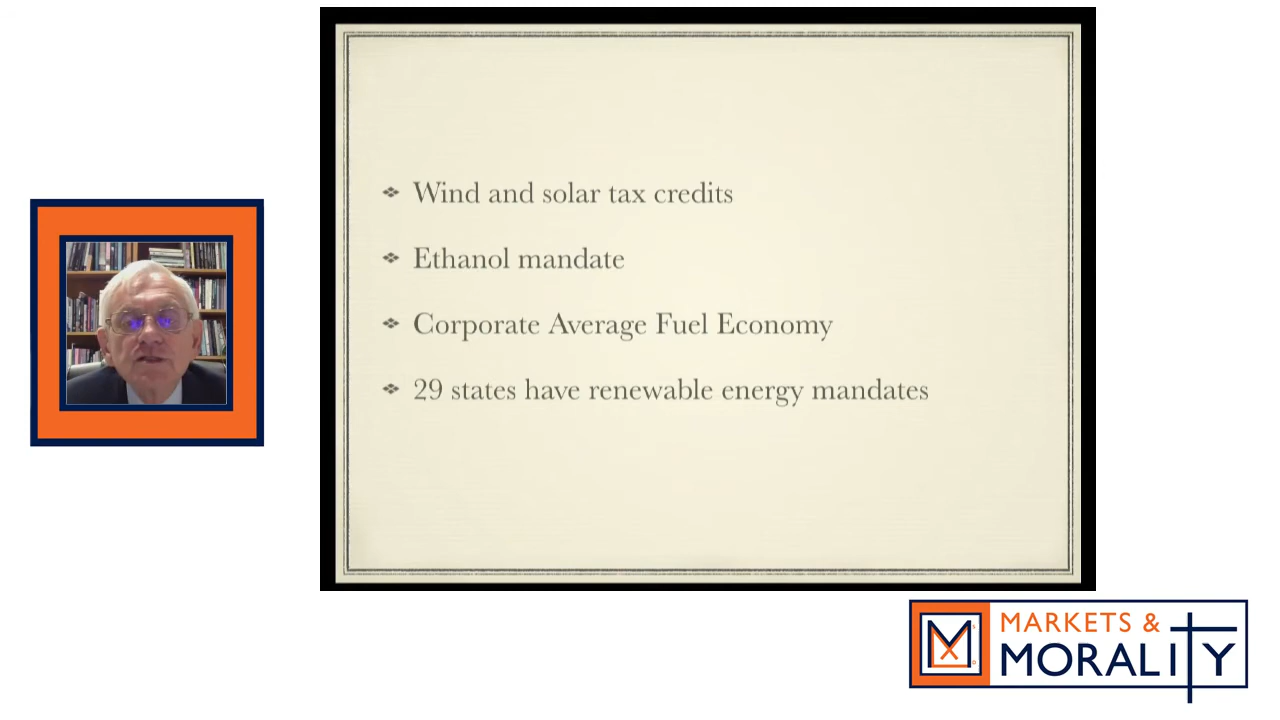 Wind and solar tax credits
Ethanol mandate
Corporate Average Fuel Economy
29 states have renewable energy mandates
MARKETS &
MORALITY